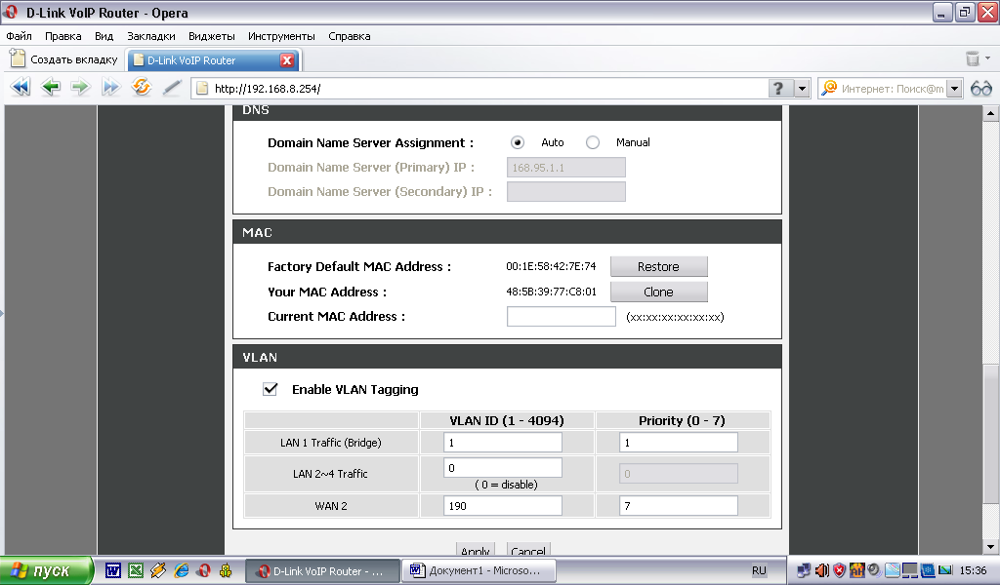 D-Link VoIP Router - Opera
Файл Правка Вид Закладки Виджеты Инструменты Справка
Создать вкладку D-Link VoIP Router
http://192.168.8.254/ ? Интернет: Поиск@m
DNS
Domain Name Server Assignment : Auto Manual
Domain Name Server (Primary) IP : 168.95.1.1
Domain Name Server (Secondary) IP :
MAC
Factory Default MAC Address : 00:1E:58:42:7E:74 Restore
Your MAC Address : 48:5B:39:77:C8:01 Clone
Current MAC Address : (xx:xx:xx:xx:xx:xx)
VLAN
Enable VLAN Tagging
VLAN ID (1 - 4094) Priority (0 - 7)
LAN 1 Traffic (Bridge) 1 1
LAN 2~4 Traffic 0 0
( 0 = disable)
WAN 2 190 7
Apply Cancel
пуск D-Link VoIP Router - ... Документ1 - Microso... RU 15:36